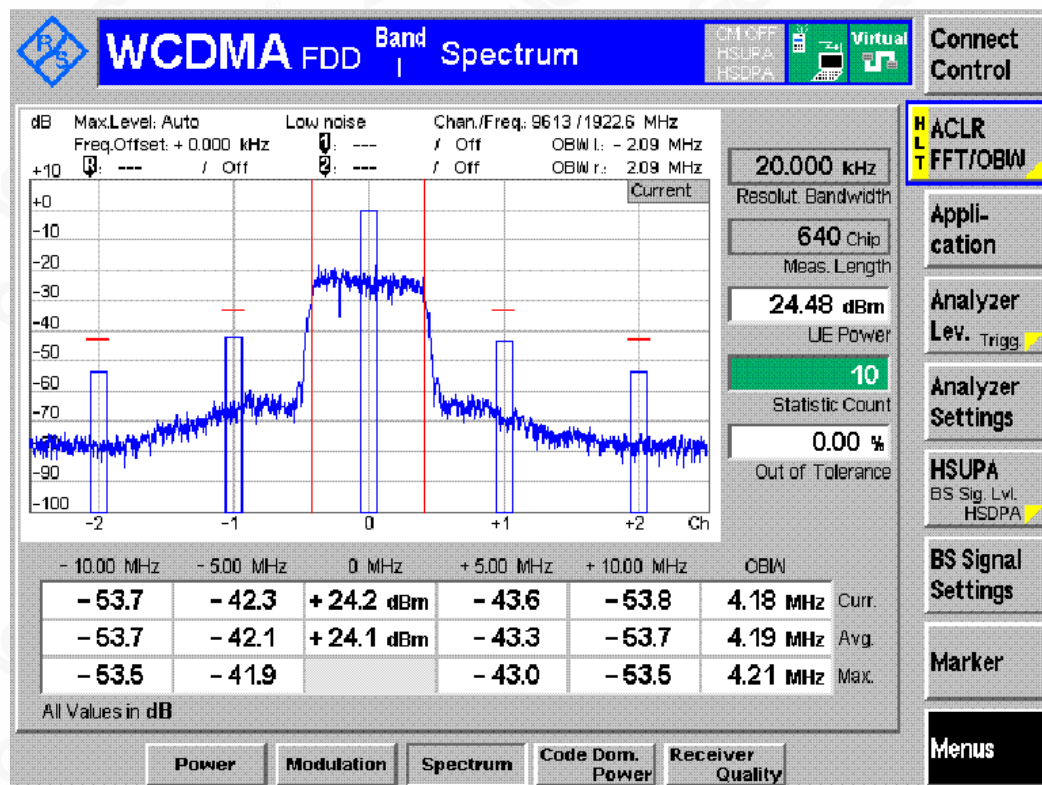 R S
WCDMA FDD Band I Spectrum
CM OFF
HSUPA
HSDPA
Virtual
Connect Control
dB Max.Level: Auto Low noise Chan./Freq.: 9613 / 1922.6 MHz
Freq.Offset: + 0.000 kHz 1: --- / Off OBW l.: - 2.09 MHz
R: --- / Off 2: --- / Off OBW r.: 2.09 MHz
+10
+0
-10
-20
-30
-40
-50
-60
-70
-90
-100
Current
-2 -1 0 +1 +2 Ch
20.000 kHz
Resolut. Bandwidth
640 Chip
Meas. Length
24.48 dBm
UE Power
10
Statistic Count
0.00 %
Out of Tolerance
- 10.00 MHz - 5.00 MHz 0 MHz + 5.00 MHz + 10.00 MHz OBW
- 53.7 - 42.3 + 24.2 dBm - 43.6 - 53.8 4.18 MHz Curr.
- 53.7 - 42.1 + 24.1 dBm - 43.3 - 53.7 4.19 MHz Avg.
- 53.5 - 41.9 - 43.0 - 53.5 4.21 MHz Max.
All Values in dB
HLT
ACLR
FFT/OBW
Appli-
cation
Analyzer
Lev. Trigg.
Analyzer
Settings
HSUPA
BS Sig. Lvl.
HSDPA
BS Signal
Settings
Marker
Menus
Power
Modulation
Spectrum
Code Dom.
Power
Receiver
Quality